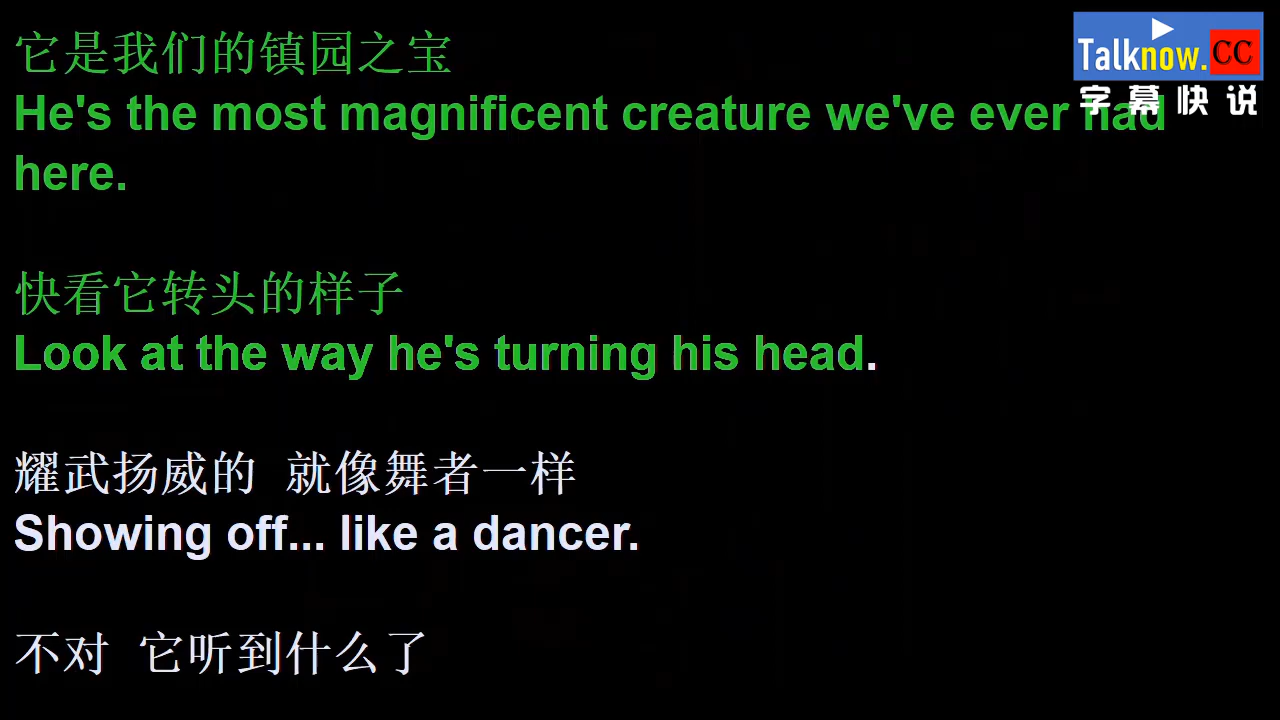 它是我们的镇园之宝
He's the most magnificent creature we've ever had
here.
快看它转头的样子
Look at the way he's turning his head.
耀武扬威的 就像舞者一样
Showing off... like a dancer.
不对 它听到什么了
Talknow.CC
字幕快说